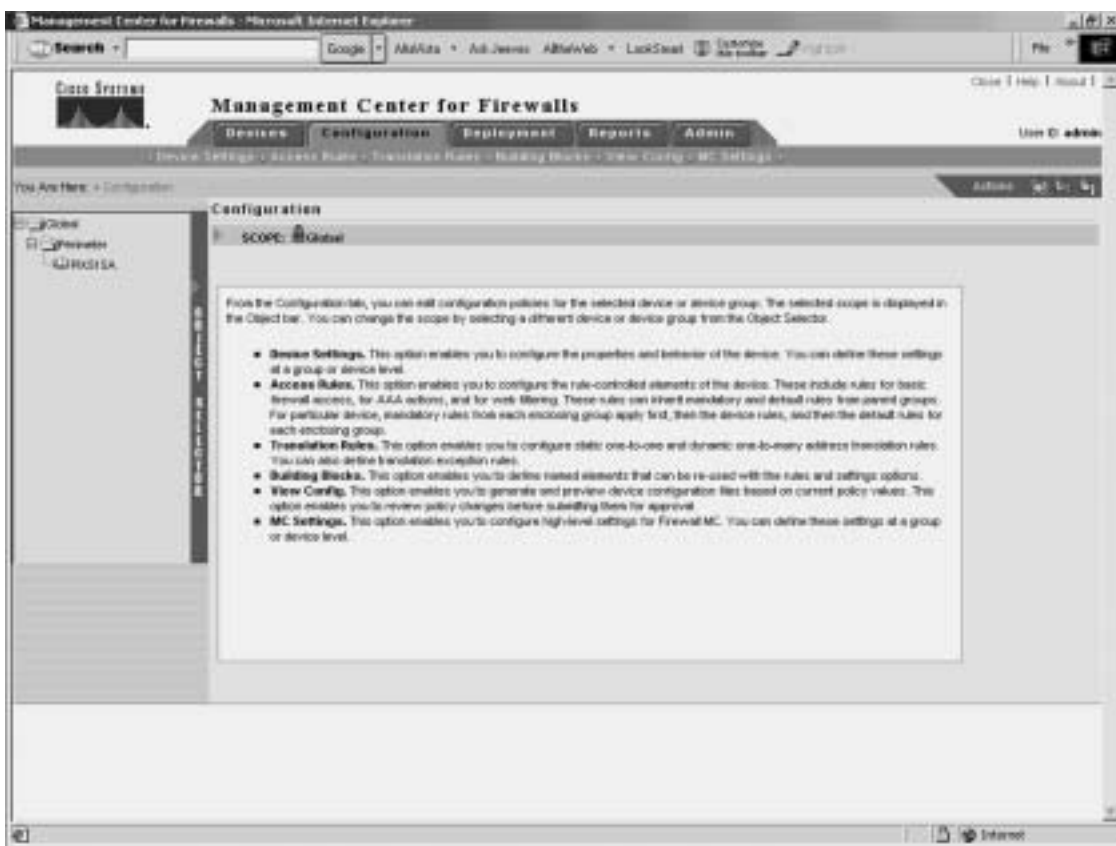 Management Center for Firewalls - Microsoft Internet Explorer
Search
Google AltaVista Ask Jeeves AlltheWeb LookSmart Customize
File
Cisco Systems
Close | Help | About |
Management Center for Firewalls
Devices Configuration Deployment Reports Admin
User ID: admin
Device Settings Access Rules Translation Rules Building Blocks View Config MC Settings
You Are Here: Configuration
Actions
Configuration
Global
SCOPE: Global
Perimeter
OBJECT SELECTOR
From the Configuration tab, you can edit configuration policies for the selected device or device group. The selected scope is displayed in
the Object bar. You can change the scope by selecting a different device or device group from the Object Selector.
Device Settings. This option enables you to configure the properties and behavior of the device. You can define these settings
at a group or device level.
Access Rules. This option enables you to configure the rule-controlled elements of the device. These include rules for basic
firewall access, for AAA actions, and for web filtering. These rules can inherit mandatory and default rules from parent groups.
For particular device, mandatory rules from each enclosing group apply first, then the device rules, and then the default rules for
each enclosing group.
Translation Rules. This option enables you to configure static one-to-one and dynamic one-to-many address translation rules.
You can also define translation exception rules.
Building Blocks. This option enables you to define named elements that can be re-used with the rules and settings options.
View Config. This option enables you to generate and preview device configuration files based on current policy values. This
option enables you to review policy changes before submitting them for approval.
MC Settings. This option enables you to configure high-level settings for Firewall MC. You can define these settings at a group
or device level.
Internet